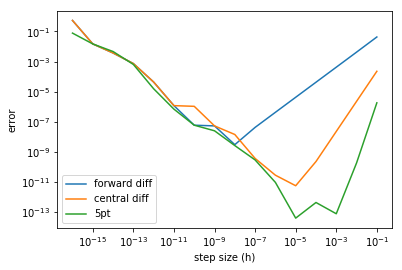 10⁻¹
10⁻³
10⁻⁵
10⁻⁷
10⁻⁹
10⁻¹¹
10⁻¹³
error
forward diff
central diff
5pt
10⁻¹⁵ 10⁻¹³ 10⁻¹¹ 10⁻⁹ 10⁻⁷ 10⁻⁵ 10⁻³ 10⁻¹
step size (h)